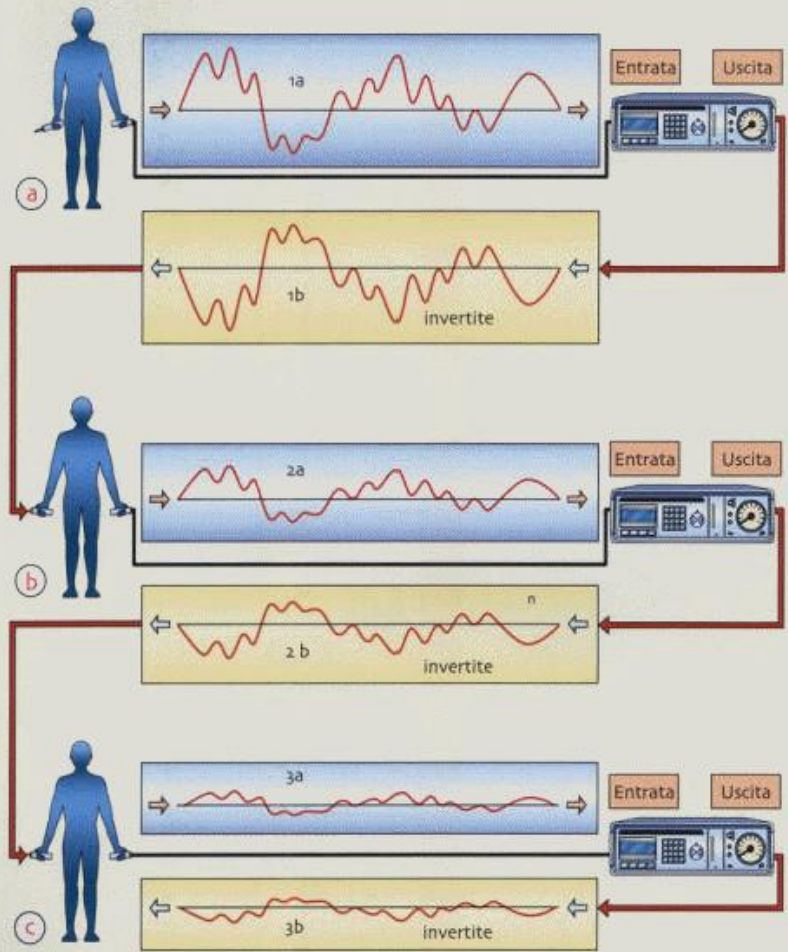 1a
Entrata
Uscita
a
1b
invertite
2a
Entrata
Uscita
b
n
2 b
invertite
3a
Entrata
Uscita
c
3b
invertite